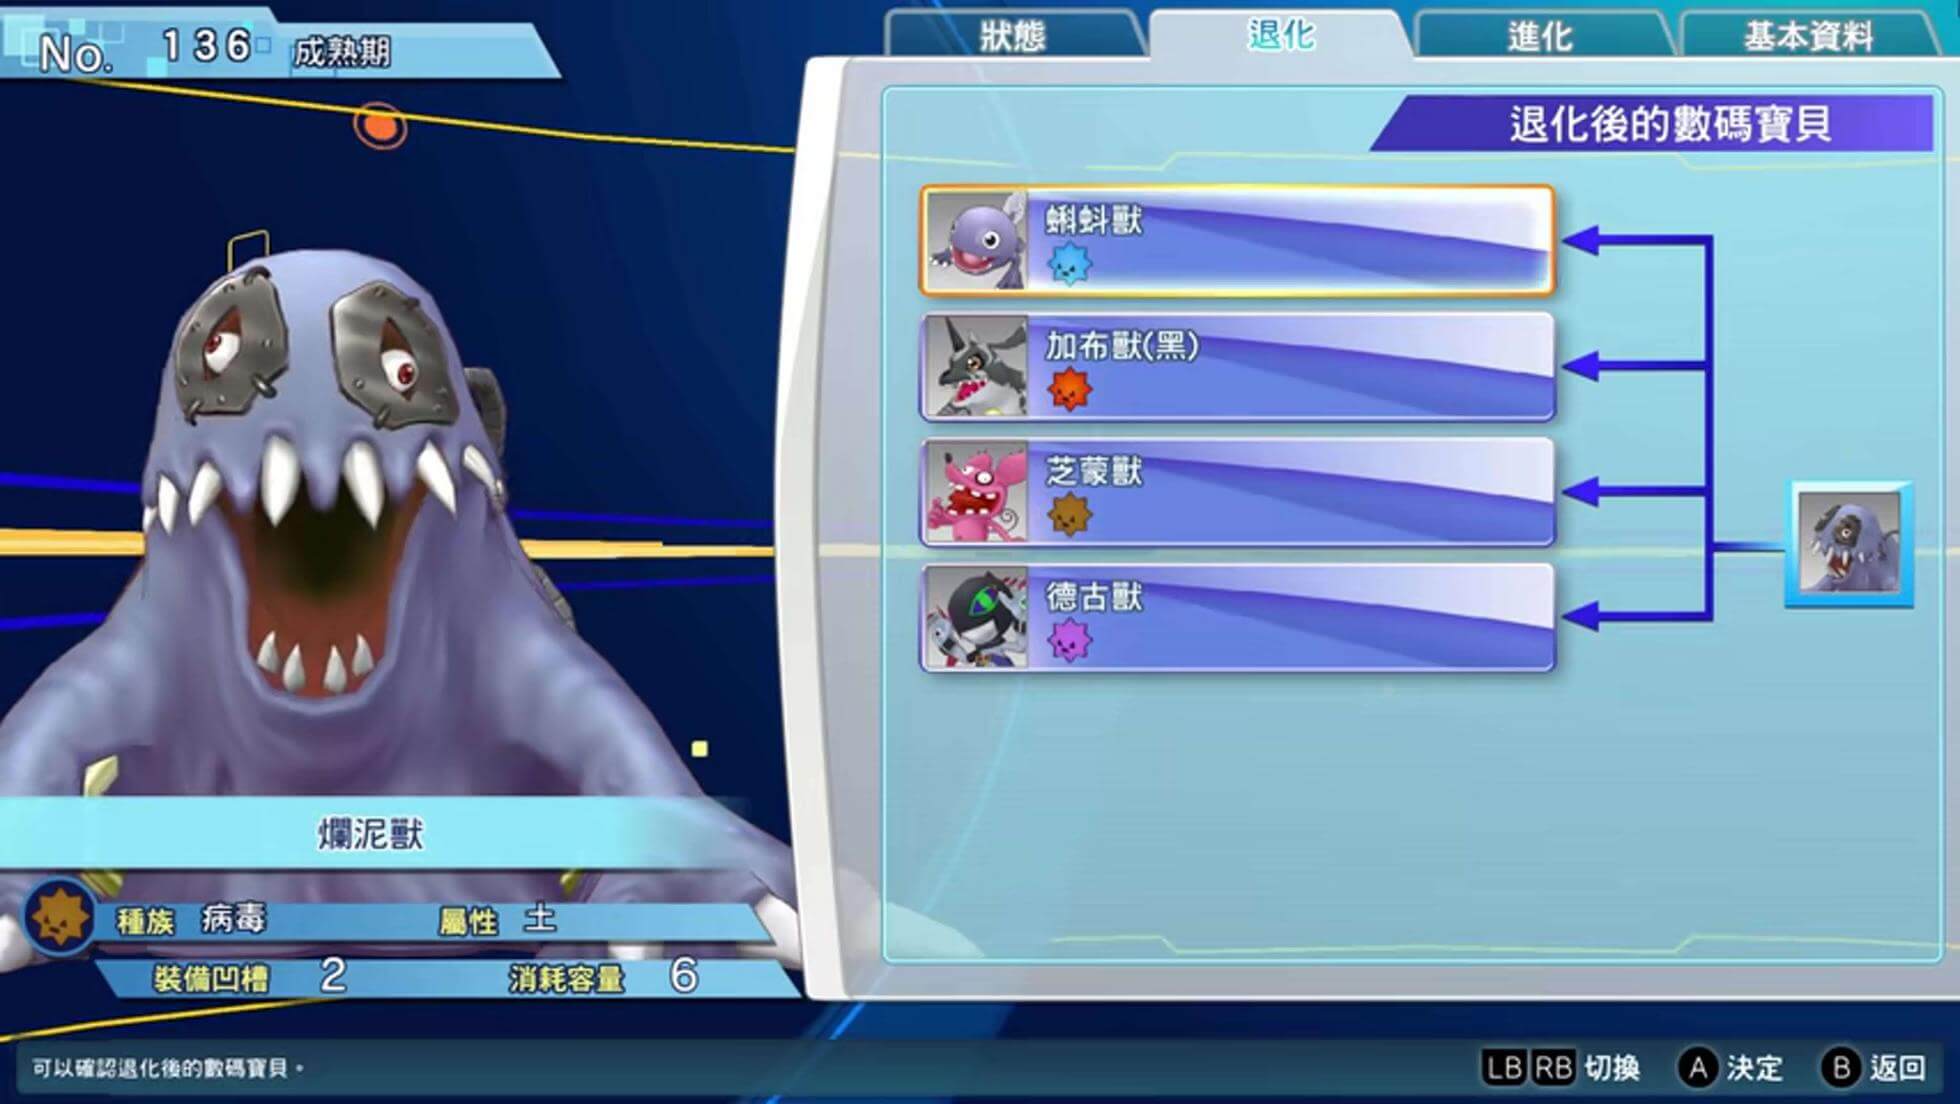 No. 136 成熟期
狀態 退化 進化 基本資料
退化後的數碼寶貝
蝌蚪獸
加布獸(黑)
芝蒙獸
德古獸
爛泥獸
種族 病毒 屬性 土
裝備凹槽 2 消耗容量 6
可以確認退化後的數碼寶貝。
LB RB 切換 A 決定 B 返回